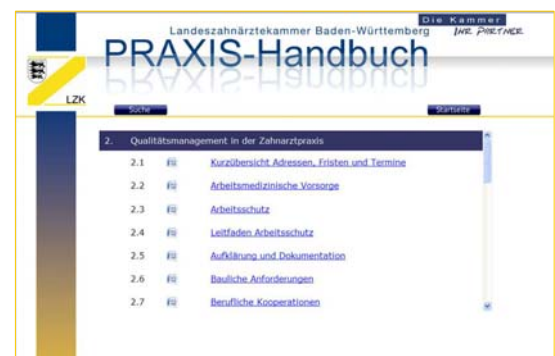 Die Kammer
Landeszahnärztekammer Baden-Württemberg
IHR PARTNER
PRAXIS-Handbuch
LZK
Suche
Startseite
2. Qualitätsmanagement in der Zahnarztpraxis
2.1 Kurzübersicht Adressen, Fristen und Termine
2.2 Arbeitsmedizinische Vorsorge
2.3 Arbeitsschutz
2.4 Leitfaden Arbeitsschutz
2.5 Aufklärung und Dokumentation
2.6 Bauliche Anforderungen
2.7 Berufliche Kooperationen